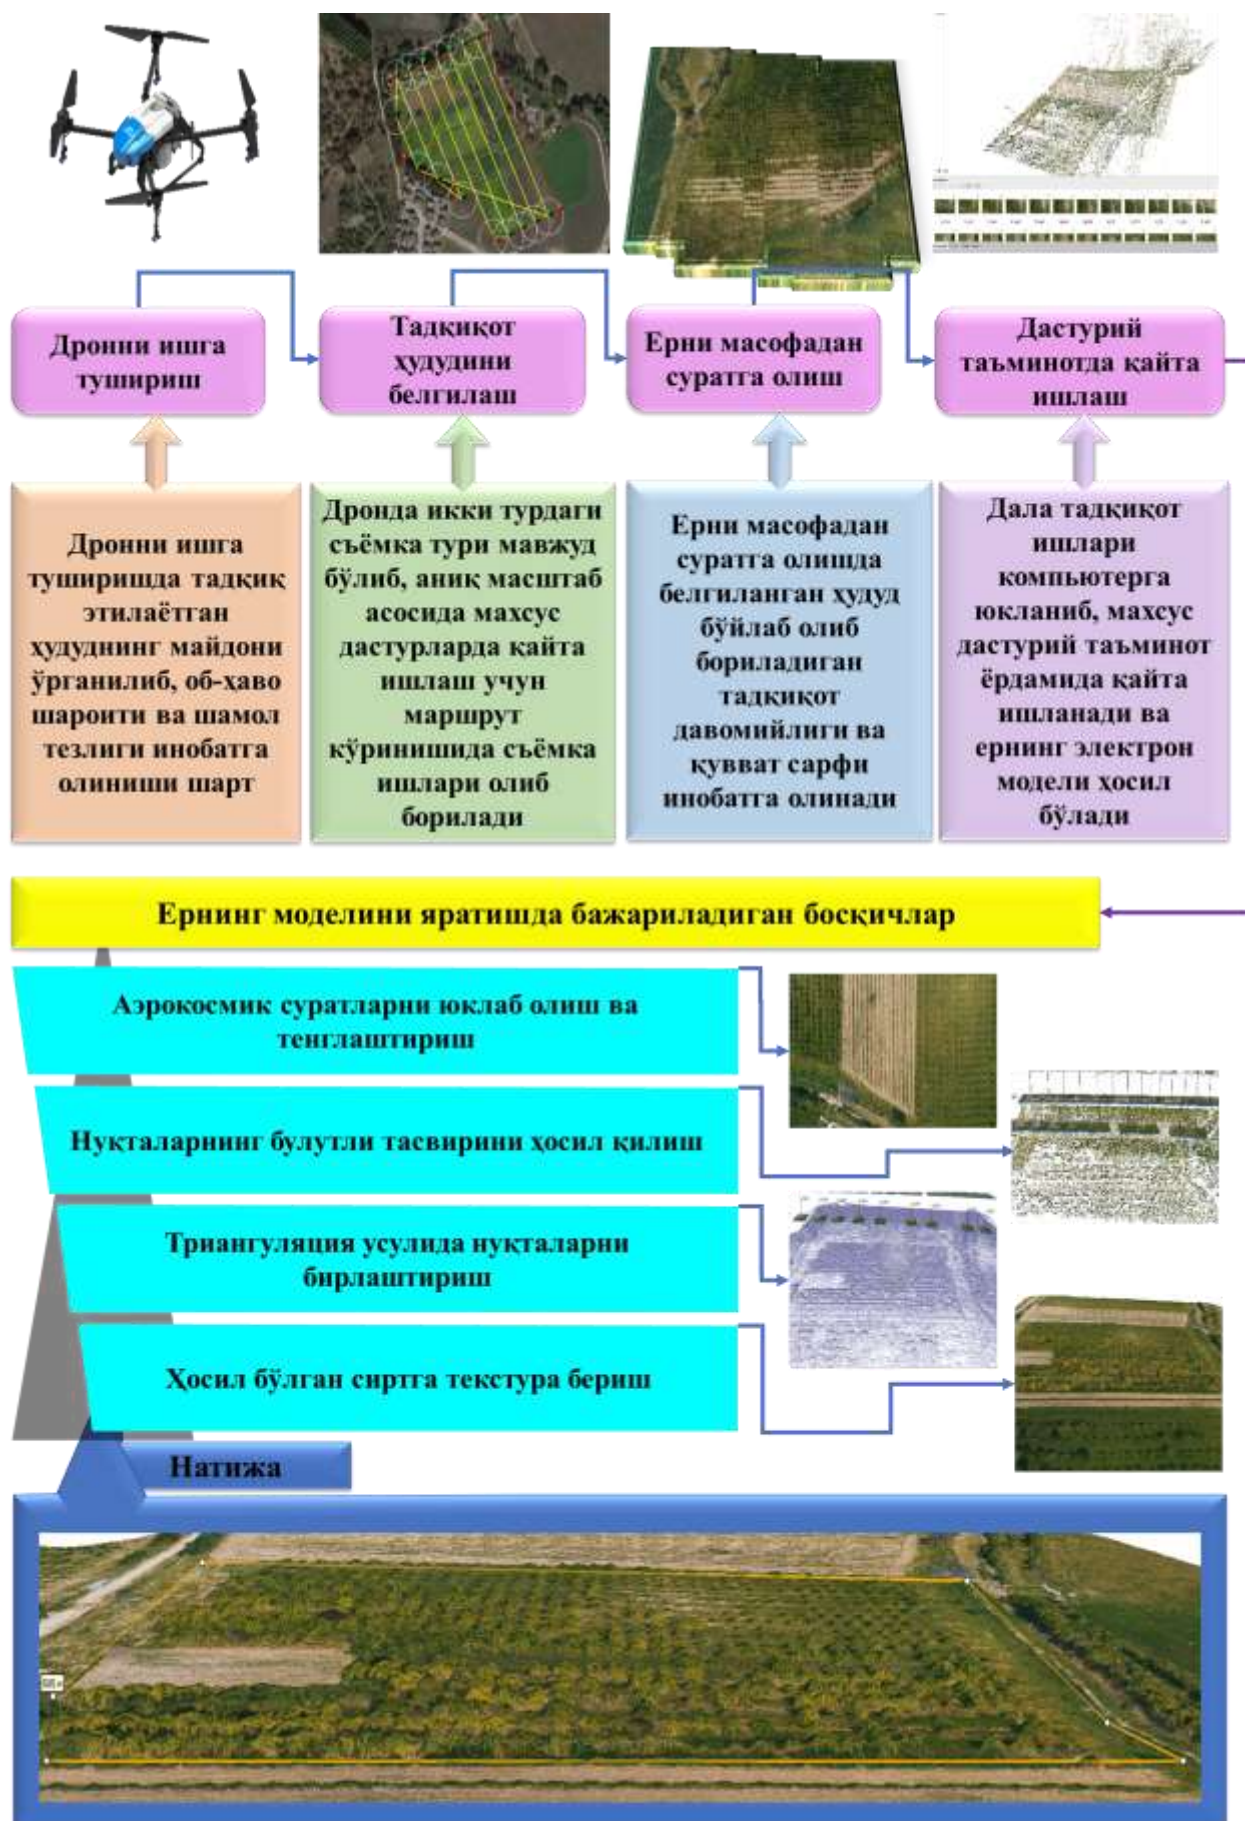 Дронни ишга
тушириш
Тадқиқот
ҳудудини
белгилаш
Ерни масофадан
суратга олиш
Дастурий
таъминотда қайта
ишлаш
Дронни ишга
туширишда тадқиқ
этилаётган
ҳудуднинг майдони
ўрганилиб, об-ҳаво
шароити ва шамол
тезлиги инобатга
олиниши шарт
Дронда икки турдаги
съёмка тури мавжуд
бўлиб, аниқ масштаб
асосида махсус
дастурларда қайта
ишлаш учун
маршрут
кўринишида съёмка
ишлари олиб
борилади
Ерни масофадан
суратга олишда
белгиланган ҳудуд
бўйлаб олиб
бориладиган
тадқиқот
давомийлиги ва
қувват сарфи
инобатга олинади
Дала тадқиқот
ишлари
компьютерга
юкланиб, махсус
дастурий таъминот
ёрдамида қайта
ишланади ва
ернинг электрон
модели ҳосил
бўлади
Ернинг моделини яратишда бажариладиган босқичлар
Аэрокосмик суратларни юклаб олиш ва
тенглаштириш
Нуқталарнинг булутли тасвирини ҳосил қилиш
Триангуляция усулида нуқталарни
бирлаштириш
Ҳосил бўлган сиртга текстура бериш
Натижа